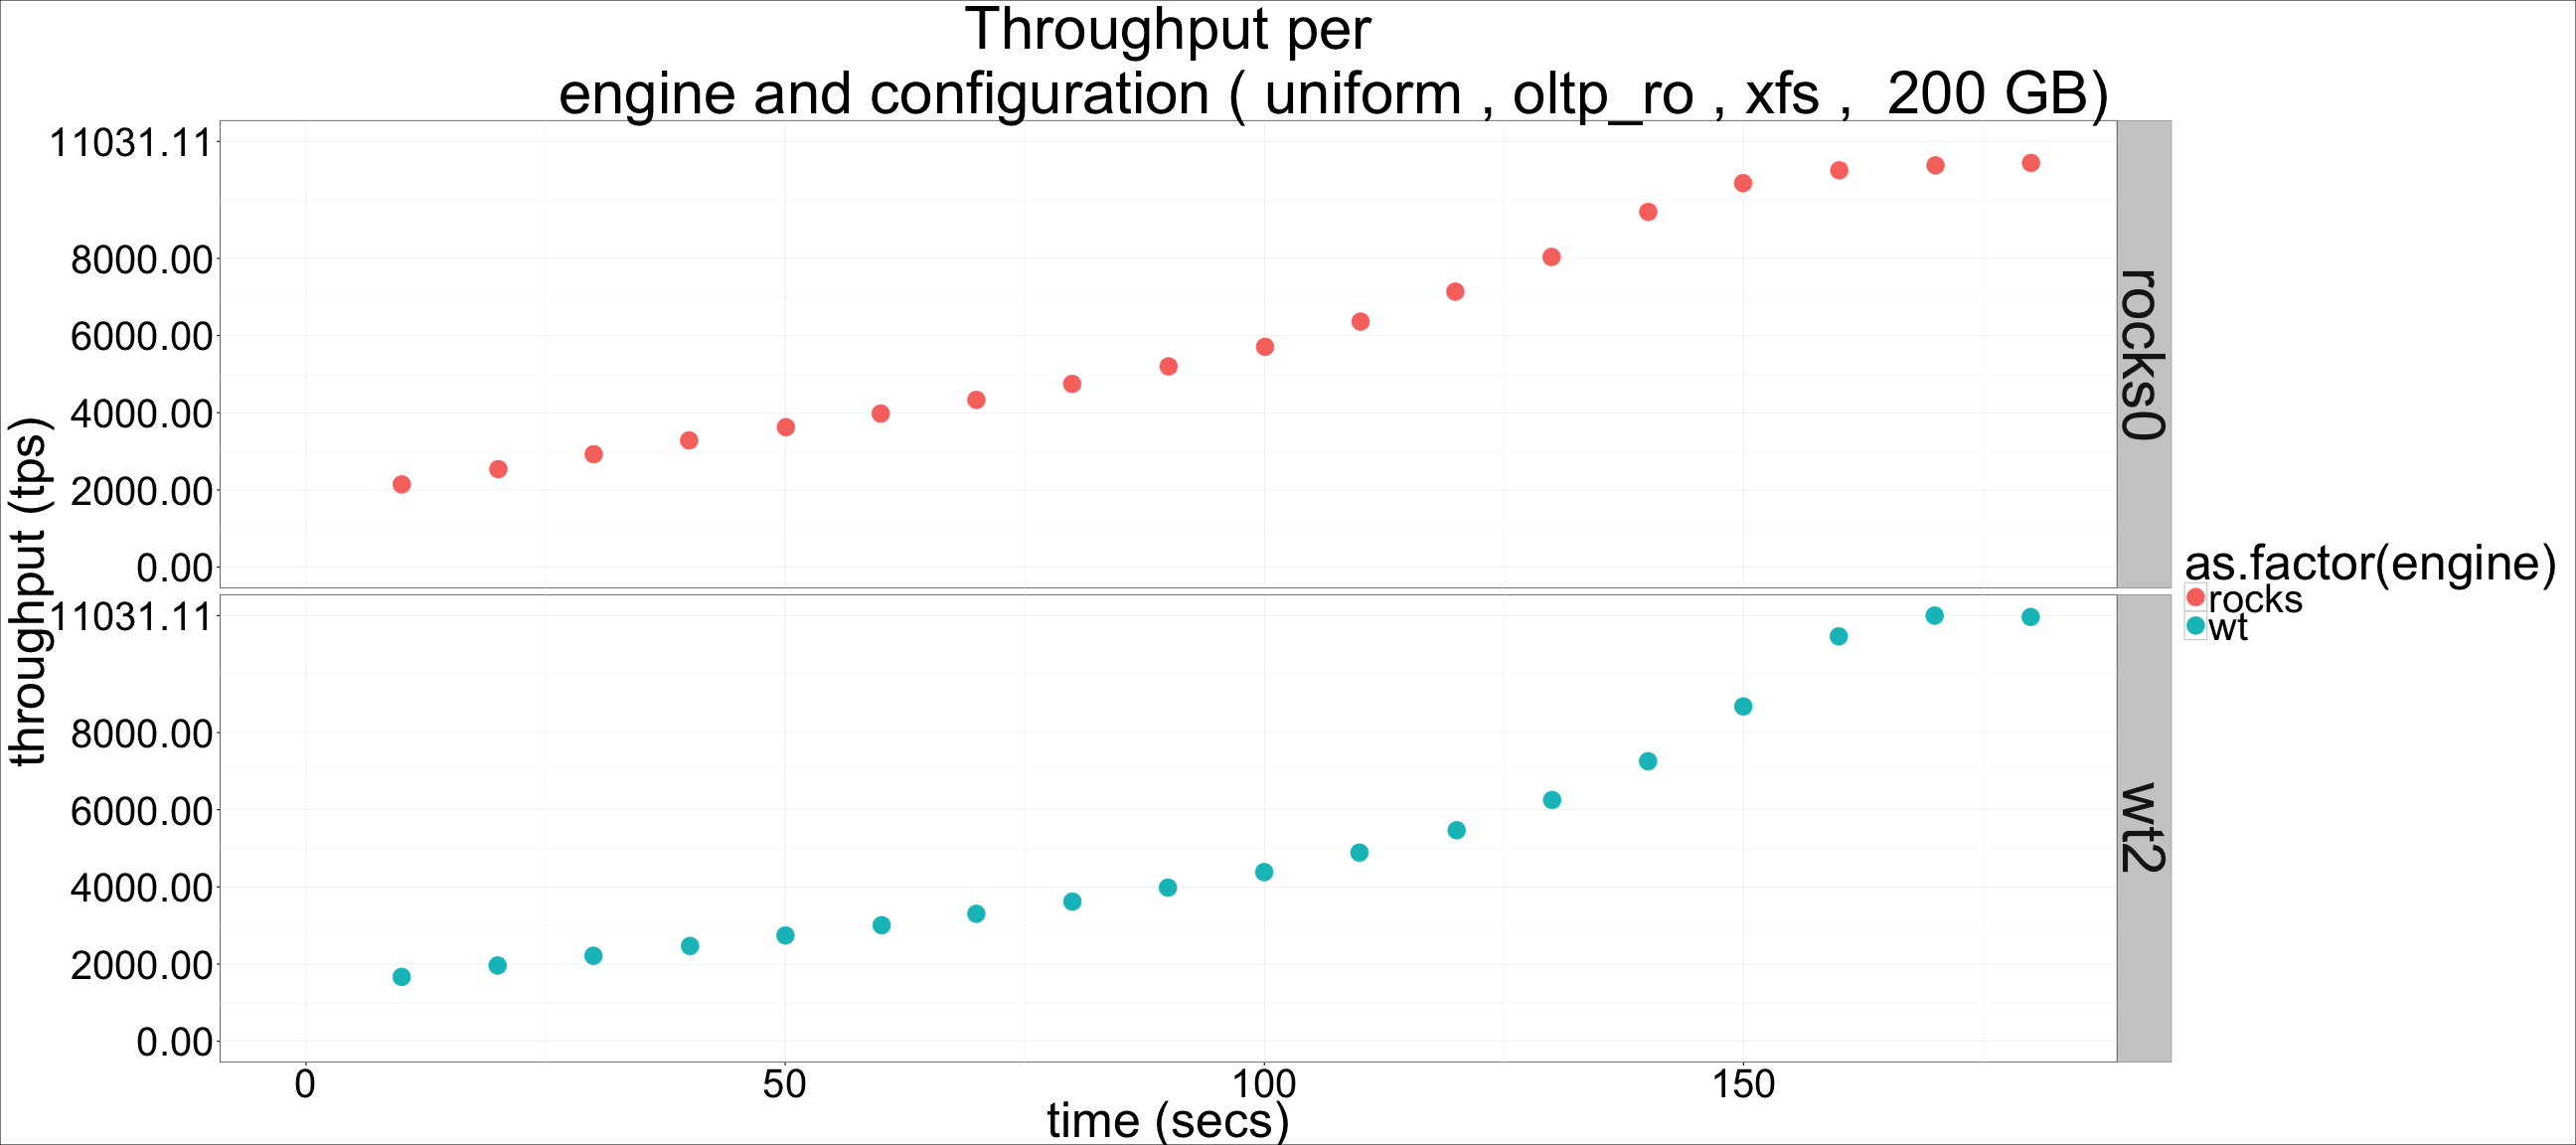 Throughput per
engine and configuration ( uniform , oltp_ro , xfs ,  200 GB)
throughput (tps)
11031.11
8000.00
6000.00
4000.00
2000.00
0.00
rocks0
11031.11
8000.00
6000.00
4000.00
2000.00
0.00
wt2
0 50 100 150
time (secs)
as.factor(engine)
rocks
wt